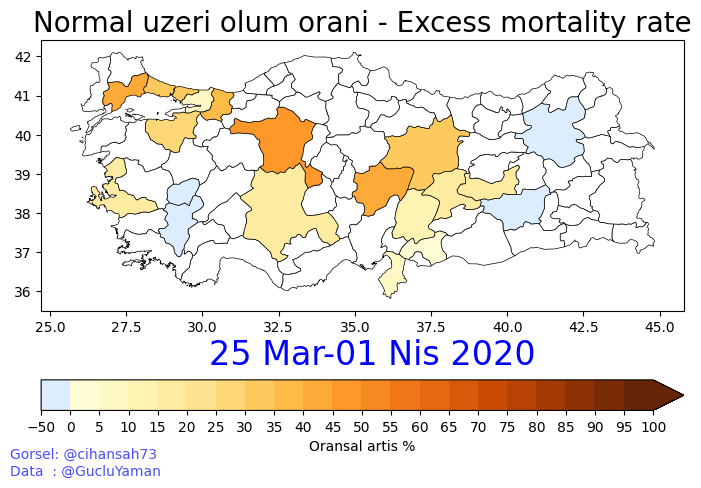 Normal uzeri olum orani - Excess mortality rate
42
41
40
39
38
37
36
25.0 27.5 30.0 32.5 35.0 37.5 40.0 42.5 45.0
25 Mar-01 Nis 2020
−50 0 5 10 15 20 25 30 35 40 45 50 55 60 65 70 75 80 85 90 95 100
Oransal artis %
Gorsel: @cihansah73
Data : @GucluYaman